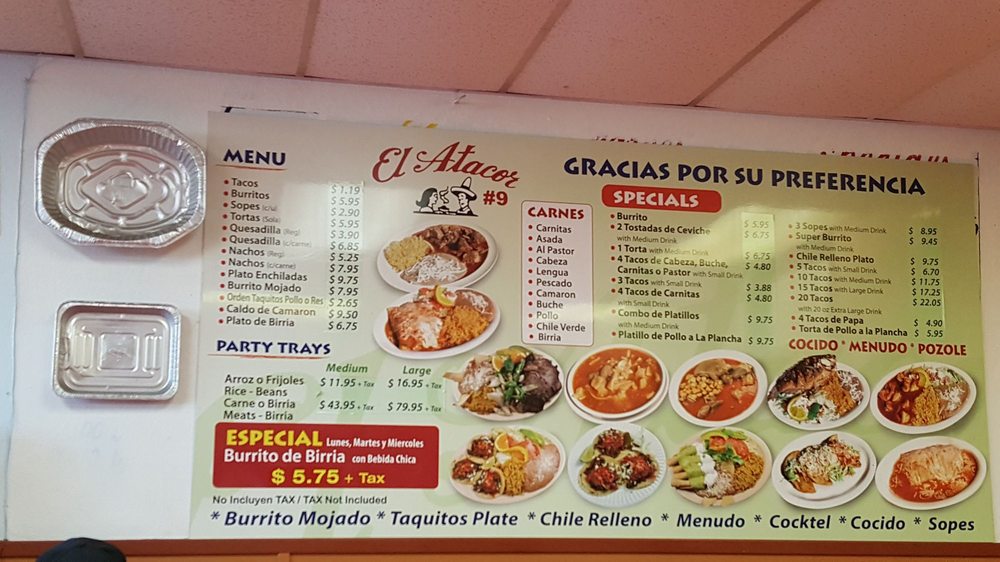 El Atacor
#9
GRACIAS POR SU PREFERENCIA
MENU
• Tacos $ 1.19
• Burritos $ 5.95
• Sopes (c/u) $ 2.90
• Tortas (Sola) $ 5.95
• Quesadilla (Reg) $ 3.90
• Quesadilla (c/carne) $ 6.85
• Nachos (Reg) $ 5.25
• Nachos (c/carne) $ 7.95
• Plato Enchiladas $ 9.75
• Burrito Mojado $ 7.95
• Orden Taquitos Pollo o Res $ 2.65
• Caldo de Camaron $ 9.50
• Plato de Birria $ 6.75
PARTY TRAYS
Medium Large
Arroz o Frijoles
Rice - Beans $ 11.95 + Tax $ 16.95 + Tax
Carne o Birria
Meats - Birria $ 43.95 + Tax $ 79.95 + Tax
ESPECIAL Lunes, Martes y Miercoles
Burrito de Birria con Bebida Chica
$ 5.75 + Tax
No Incluyen TAX / TAX Not Included
CARNES
• Carnitas
• Asada
• Al Pastor
• Cabeza
• Lengua
• Pescado
• Camaron
• Buche
• Pollo
• Chile Verde
• Birria
SPECIALS
• Burrito $ 5.95
• 2 Tostadas de Ceviche $ 6.75
with Medium Drink
• 1 Torta with Medium Drink $ 6.75
• 4 Tacos de Cabeza, Buche, $ 4.80
Carnitas o Pastor with Small Drink
• 3 Tacos with Small Drink $ 3.88
• 4 Tacos de Carnitas $ 4.80
with Small Drink
• Combo de Platillos $ 9.75
with Medium Drink
• Platillo de Pollo a La Plancha $ 9.75
• 3 Sopes with Medium Drink $ 8.95
• Super Burrito $ 9.45
with Medium Drink
• Chile Relleno Plato $ 9.75
• 5 Tacos with Small Drink $ 6.70
• 10 Tacos with Medium Drink $ 11.75
• 15 Tacos with Large Drink $ 17.25
• 20 Tacos $ 22.05
with 20 oz Extra Large Drink
• 4 Tacos de Papa $ 4.90
• Torta de Pollo a la Plancha $ 5.95
COCIDO * MENUDO * POZOLE
* Burrito Mojado * Taquitos Plate * Chile Relleno * Menudo * Cocktel * Cocido * Sopes